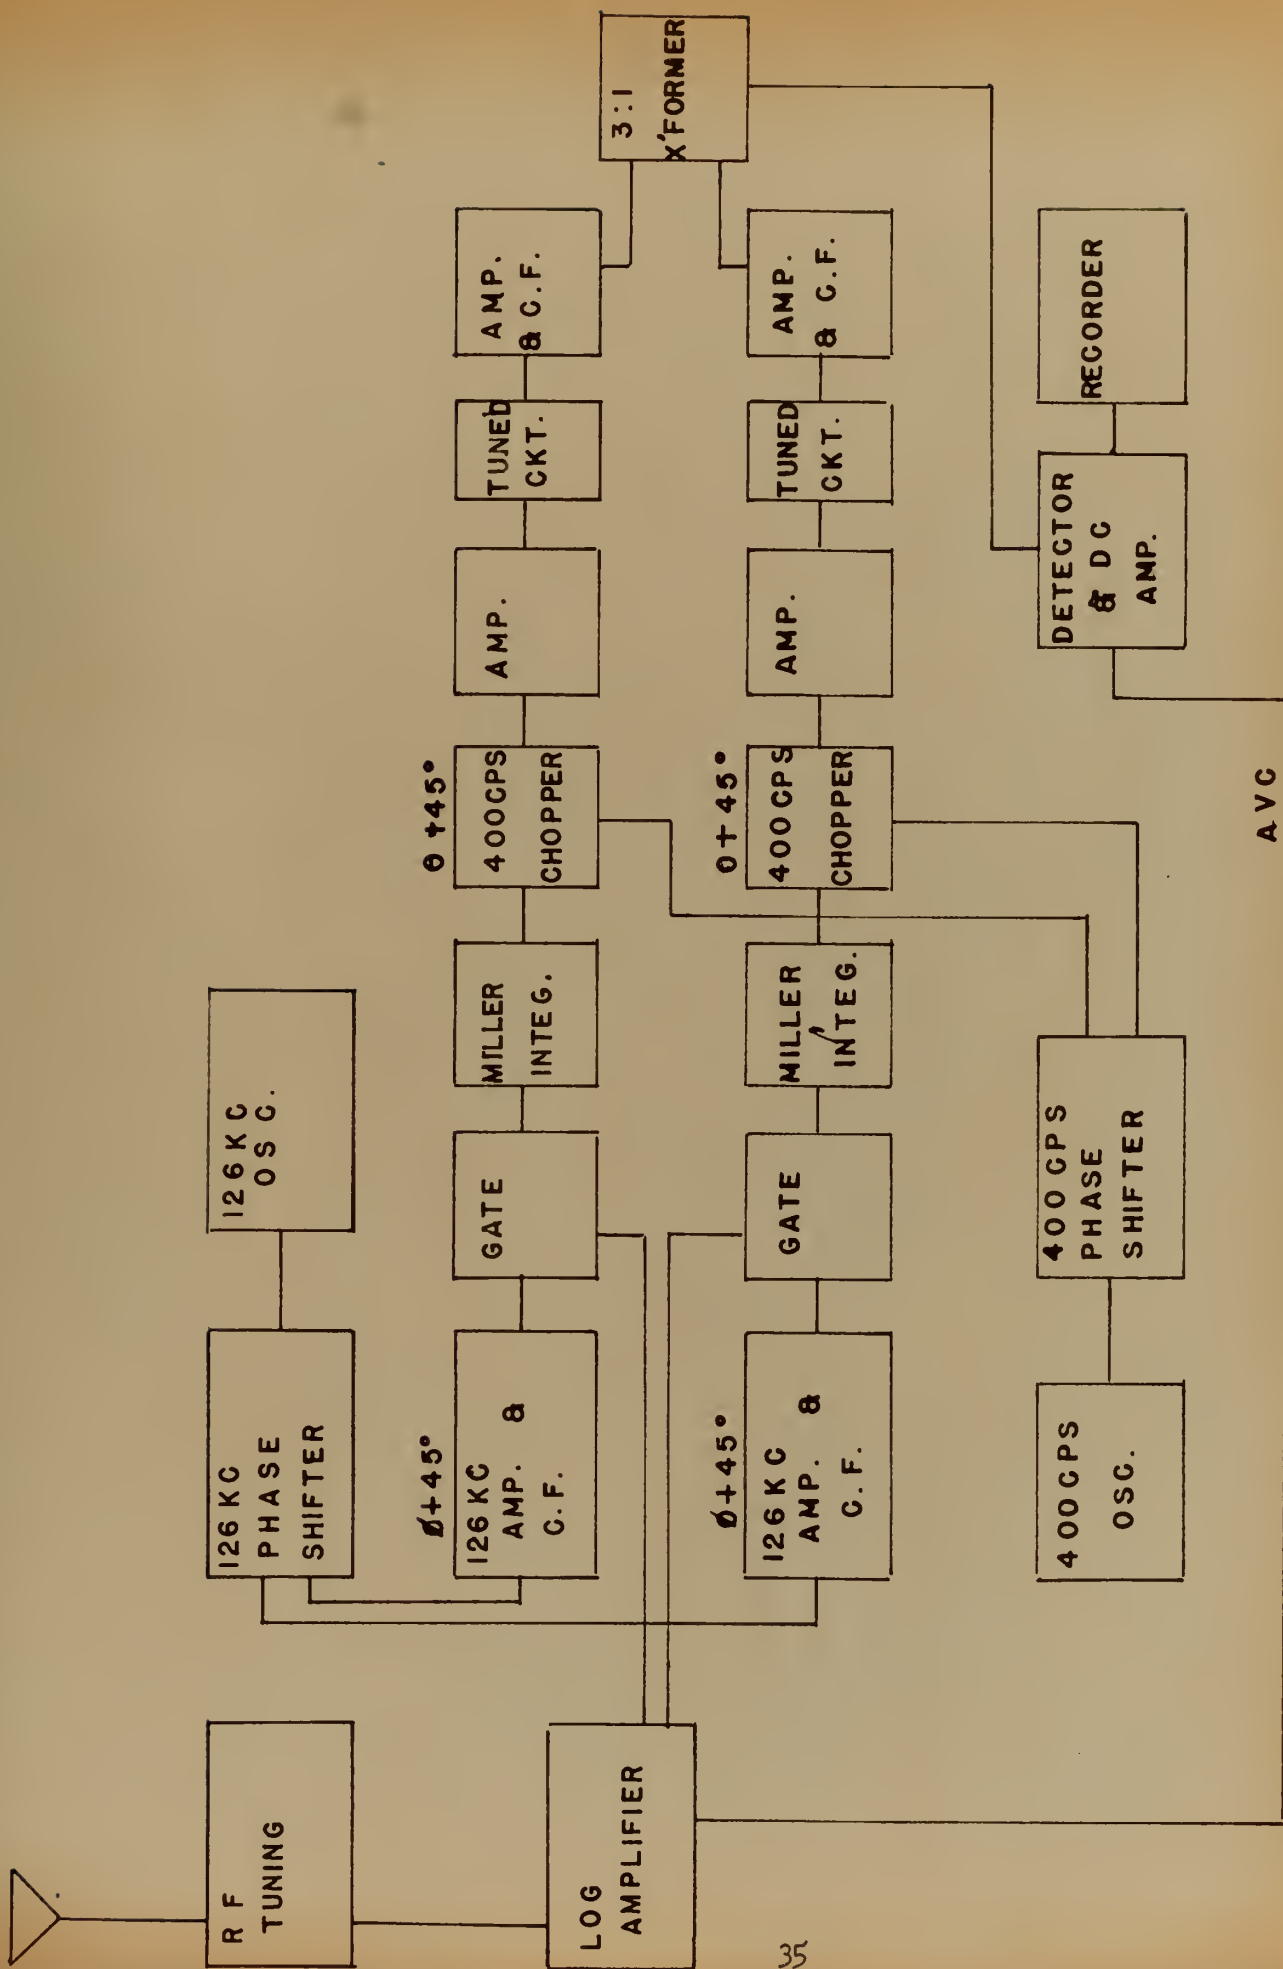 R F
TUNING
126KC
PHASE
SHIFTER
126KC
OSC.
Ø+45°
126KC
AMP. &
C.F.
GATE
MILLER
INTEG.
θ+45°
400CPS
CHOPPER
AMP.
TUNED
CKT.
AMP.
& C.F.
LOG
AMPLIFIER
3:1
X'FORMER
Ø+45°
126KC
AMP. &
C.F.
GATE
MILLER
INTEG.
0+45°
400CPS
CHOPPER
AMP.
TUNED
CKT.
AMP.
& C.F.
400CPS
OSC.
400CPS
PHASE
SHIFTER
DETECTOR
& DC
AMP.
RECORDER
AVC
35